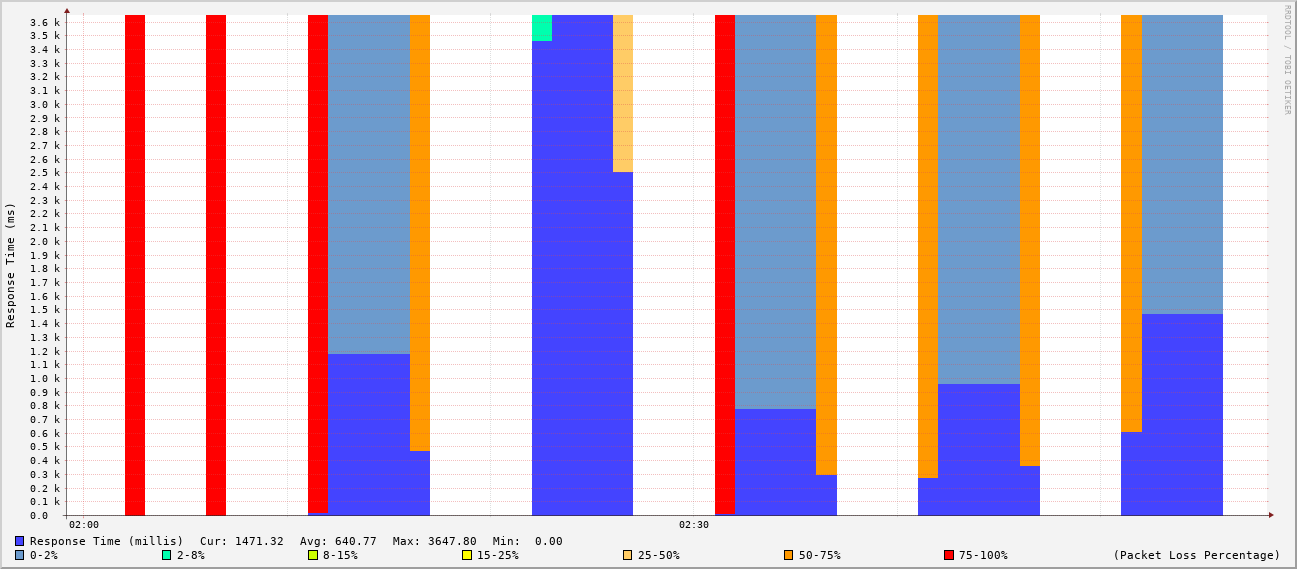 RRDTOOL / TOBI OETIKER
Response Time (ms)
3.6 k
3.5 k
3.4 k
3.3 k
3.2 k
3.1 k
3.0 k
2.9 k
2.8 k
2.7 k
2.6 k
2.5 k
2.4 k
2.3 k
2.2 k
2.1 k
2.0 k
1.9 k
1.8 k
1.7 k
1.6 k
1.5 k
1.4 k
1.3 k
1.2 k
1.1 k
1.0 k
0.9 k
0.8 k
0.7 k
0.6 k
0.5 k
0.4 k
0.3 k
0.2 k
0.1 k
0.0
02:00 02:30
Response Time (millis) Cur: 1471.32 Avg: 640.77 Max: 3647.80 Min: 0.00
0-2% 2-8% 8-15% 15-25% 25-50% 50-75% 75-100% (Packet Loss Percentage)